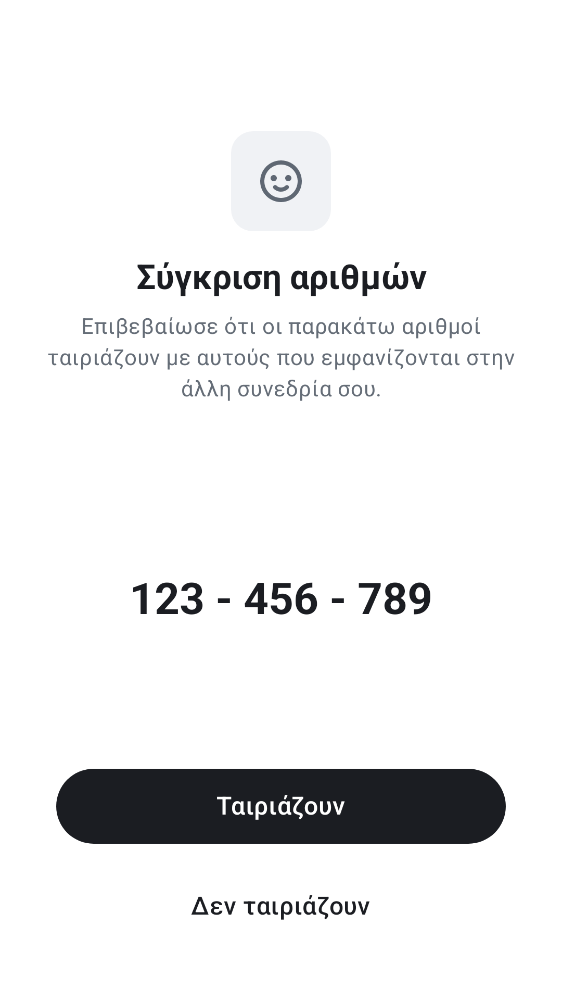 Σύγκριση αριθμών
Επιβεβαίωσε ότι οι παρακάτω αριθμοί
ταιριάζουν με αυτούς που εμφανίζονται στην
άλλη συνεδρία σου.
123 - 456 - 789
Ταιριάζουν
Δεν ταιριάζουν